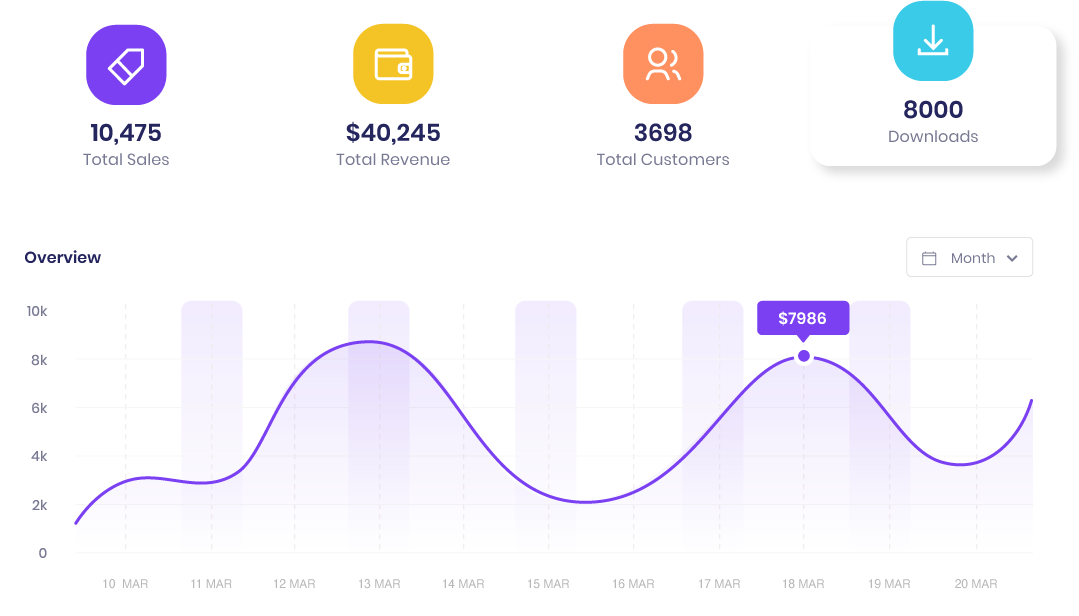 10,475
Total Sales
$40,245
Total Revenue
3698
Total Customers
8000
Downloads
Overview
Month
10k
$7986
8k
6k
4k
2k
0
10 MAR 11 MAR 12 MAR 13 MAR 14 MAR 15 MAR 16 MAR 17 MAR 18 MAR 19 MAR 20 MAR